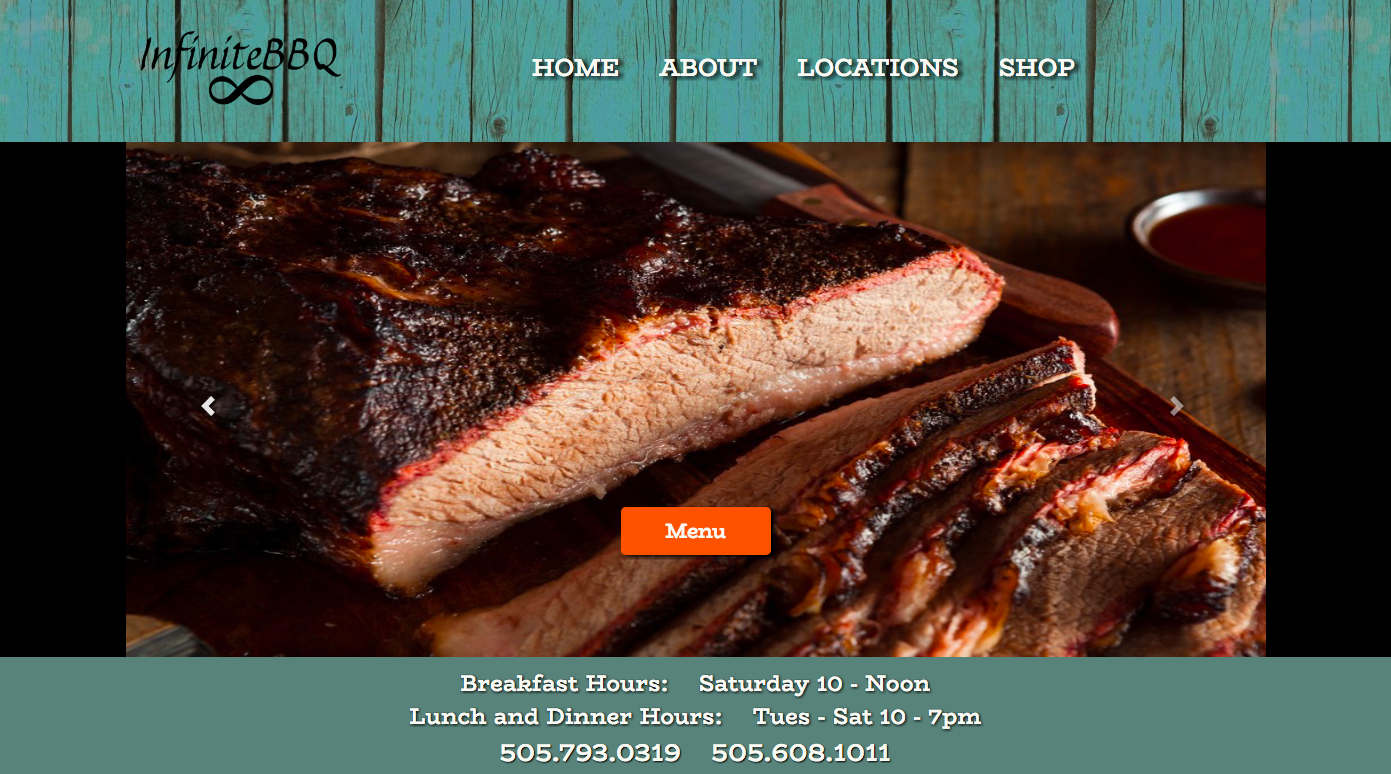 InfiniteBBQ
HOME ABOUT LOCATIONS SHOP
Menu
Breakfast Hours: Saturday 10 - Noon
Lunch and Dinner Hours: Tues - Sat 10 - 7pm
505.793.0319 505.608.1011